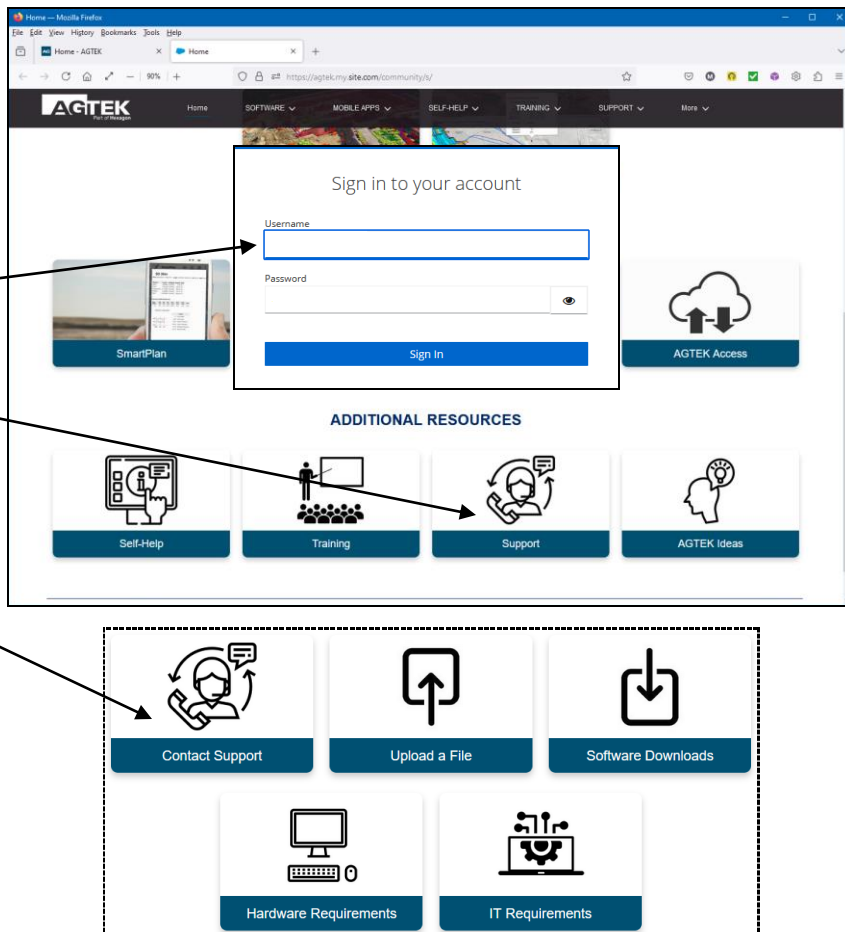 Home — Mozilla Firefox
File Edit View History Bookmarks Tools Help
Home - AGTEK × Home × +
90% https://agtek.my.site.com/community/s/
AGTEK Home SOFTWARE MOBILE APPS SELF-HELP TRAINING SUPPORT More
Part of Hexagon
Sign in to your account
Username
Password
Sign In
SmartPlan AGTEK Access
ADDITIONAL RESOURCES
Self-Help Training Support AGTEK Ideas
Contact Support Upload a File Software Downloads
Hardware Requirements IT Requirements